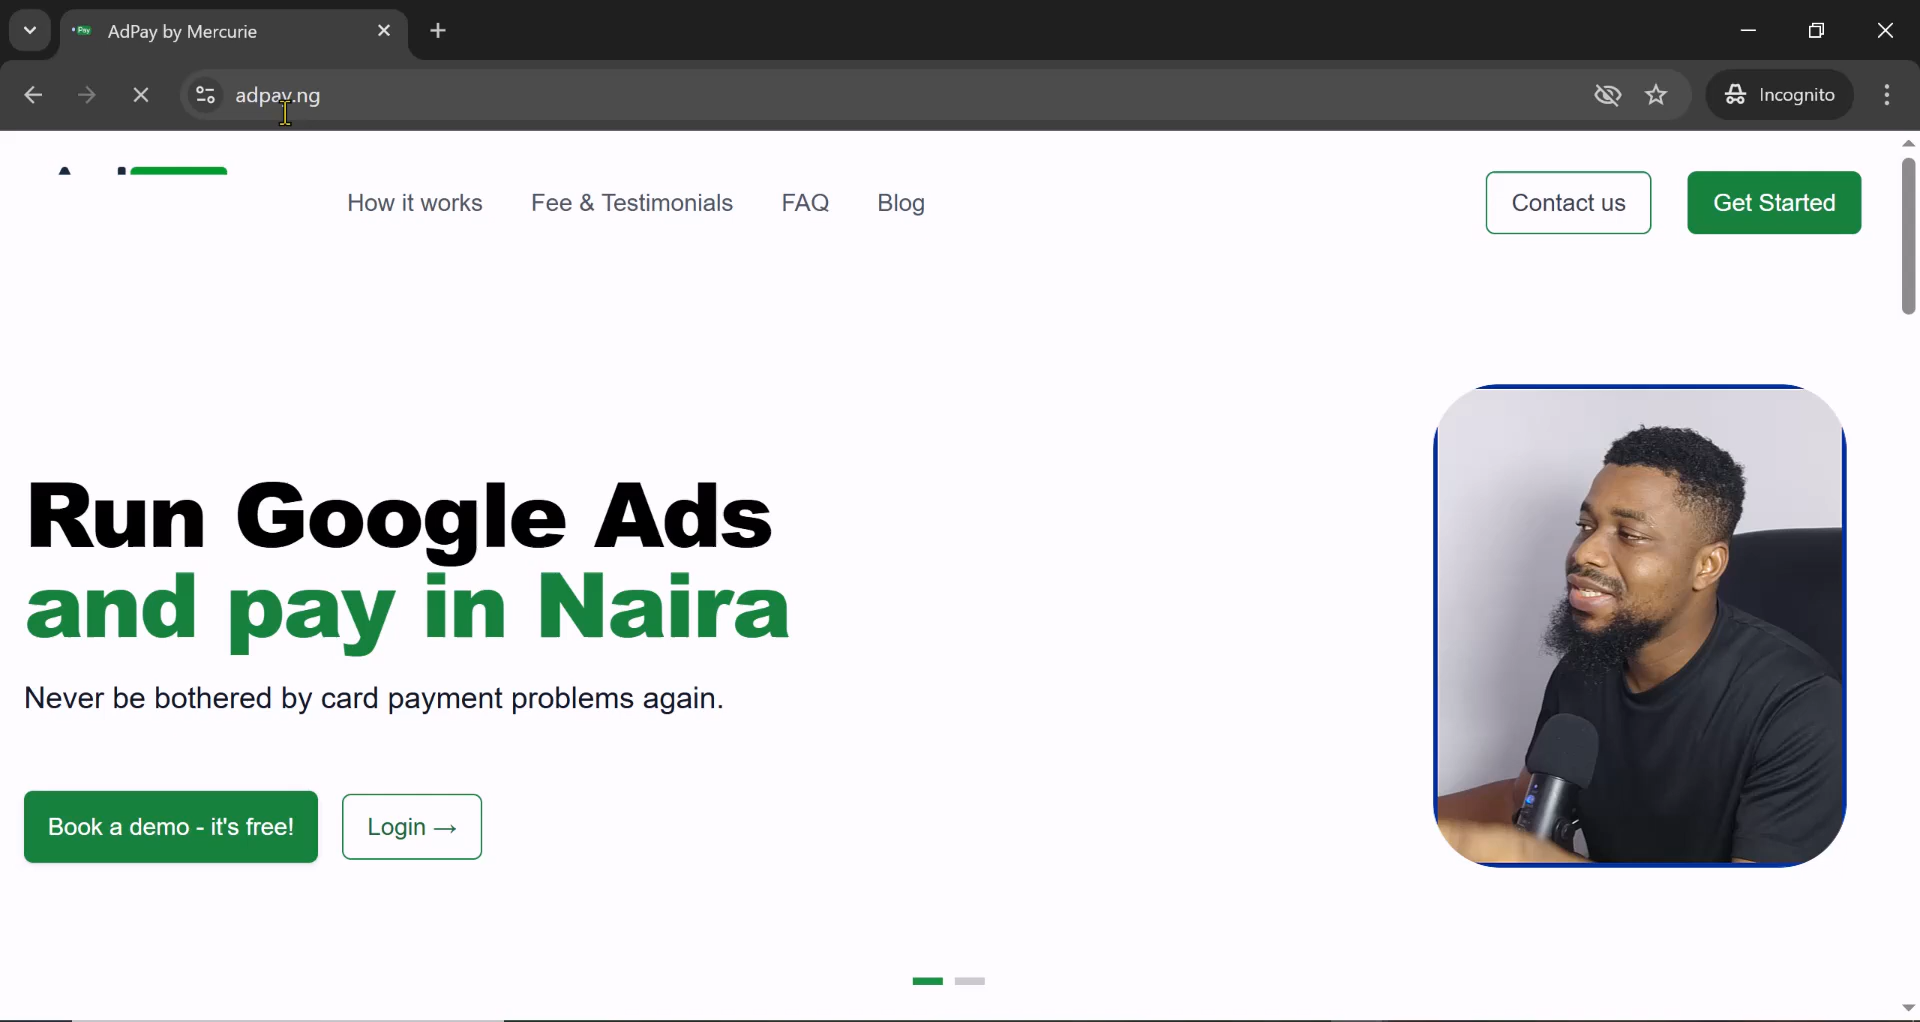 AdPay by Mercurie
adpay.ng
Incognito
How it works
Fee & Testimonials
FAQ
Blog
Contact us
Get Started
Run Google Ads
and pay in Naira
Never be bothered by card payment problems again.
Book a demo - it's free!
Login →